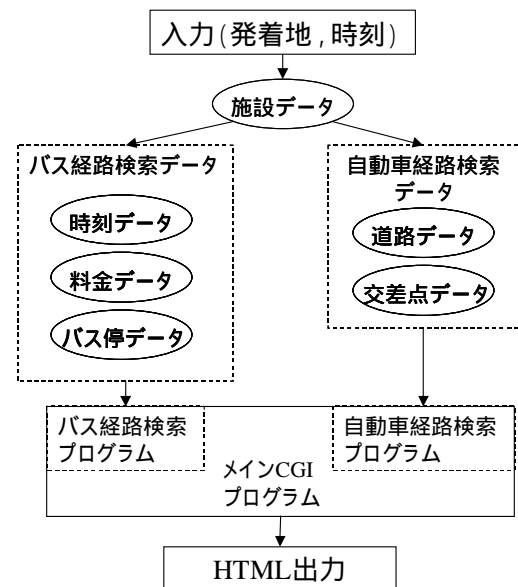 入力(発着地,時刻)
施設データ
バス経路検索データ
時刻データ
料金データ
バス停データ
自動車経路検索
データ
道路データ
交差点データ
バス経路検索
プログラム
自動車経路検索
プログラム
メインCGI
プログラム
HTML出力